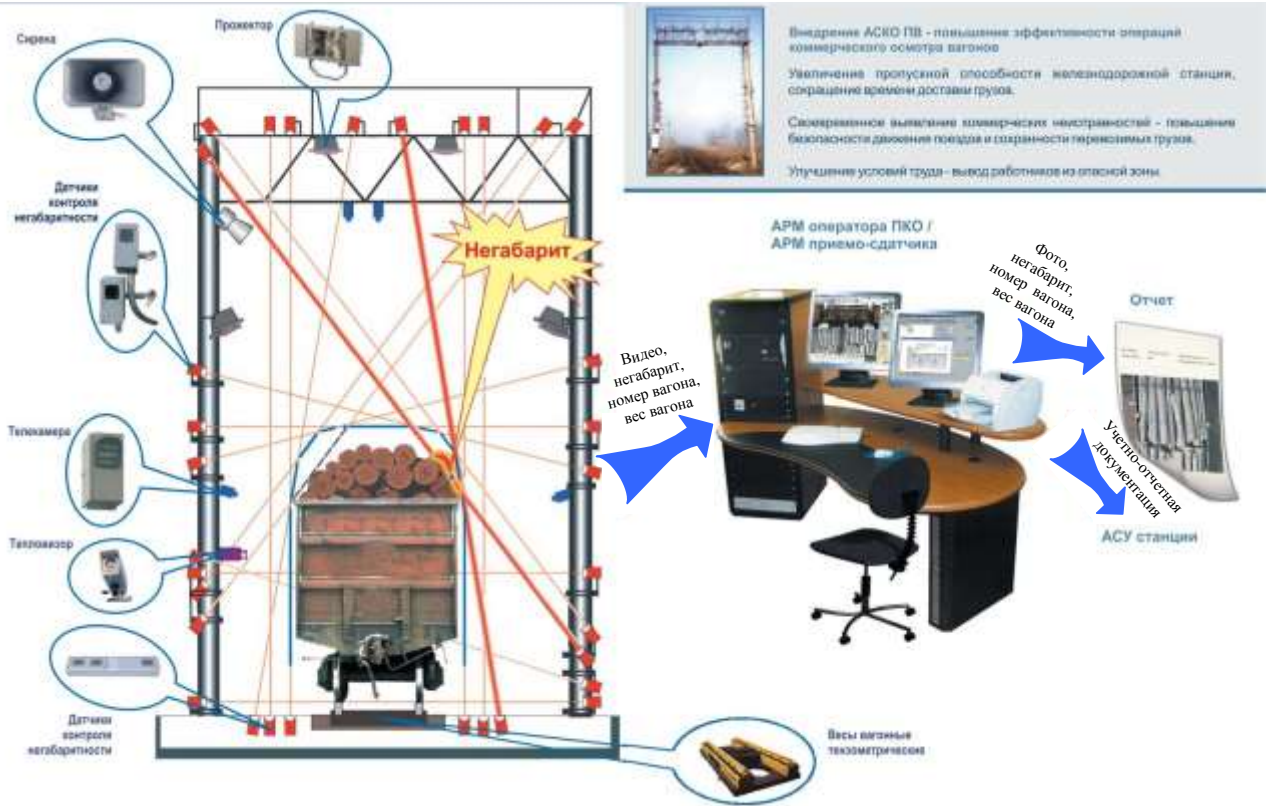 Сирена
Прожектор
Датчики
контроля
негабаритности
Негабарит
Телекамера
Тепловизор
Датчики
контроля
негабаритности
Весы вагонные
тензометрические
Внедрение АСКО ПВ - повышение эффективности операций
коммерческого осмотра вагонов
Увеличение пропускной способности железнодорожной станции,
сокращение времени доставки грузов.
Своевременное выявление коммерческих неисправностей - повышение
безопасности движения поездов и сохранности перевозимых грузов.
Улучшение условий труда - вывод работников из опасной зоны.
АРМ оператора ПКО /
АРМ приемо-сдатчика
Видео,
негабарит,
номер вагона,
вес вагона
Фото,
негабарит,
номер вагона,
вес вагона
Отчет
Учетно-отчетная
документация
АСУ станции